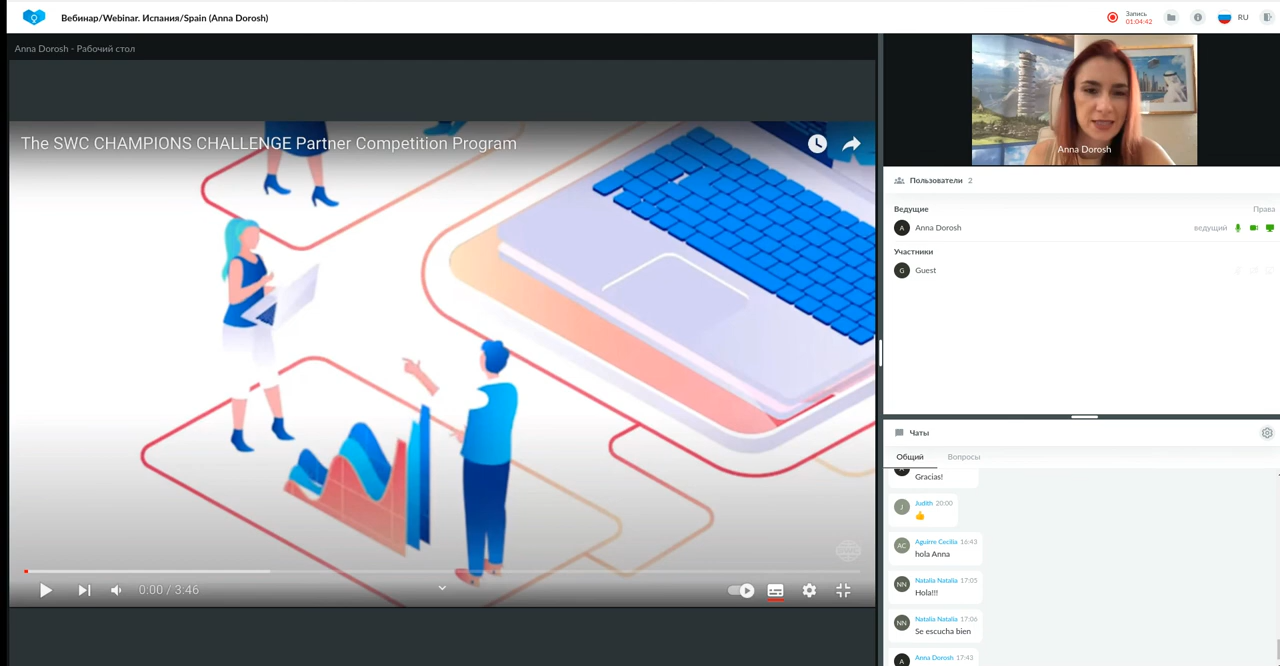 Вебинар/Webinar. Испания/Spain (Anna Dorosh)
Запись
01:04:42
RU
Anna Dorosh - Рабочий стол
The SWC CHAMPIONS CHALLENGE Partner Competition Program
0:00 / 3:46
Anna Dorosh
Пользователи 2
Ведущие
Права
A Anna Dorosh ведущий
Участники
G Guest
Чаты
Общий Вопросы
Gracias!
J Judith 20:00
👍
AC Aguirre Cecilia 16:43
hola Anna
NN Natalia Natalia 17:05
Hola!!!
NN Natalia Natalia 17:06
Se escucha bien
A Anna Dorosh 17:43